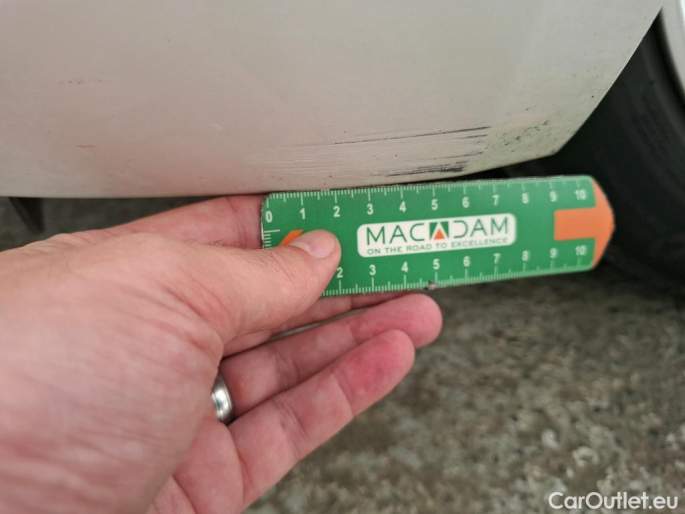 0 1 2 3 4 5 6 7 8 9 10
MACADAM
ON THE ROAD TO EXCELLENCE
2 3 4 5 6 7 8 9 10
CarOutlet.eu